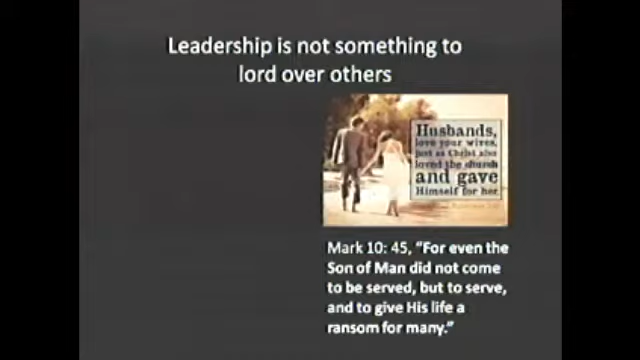 Leadership is not something to
lord over others
Husbands,
love your wives,
just as Christ also
loved the church
and gave
Himself for her.
Mark 10: 45, “For even the
Son of Man did not come
to be served, but to serve,
and to give His life a
ransom for many.”